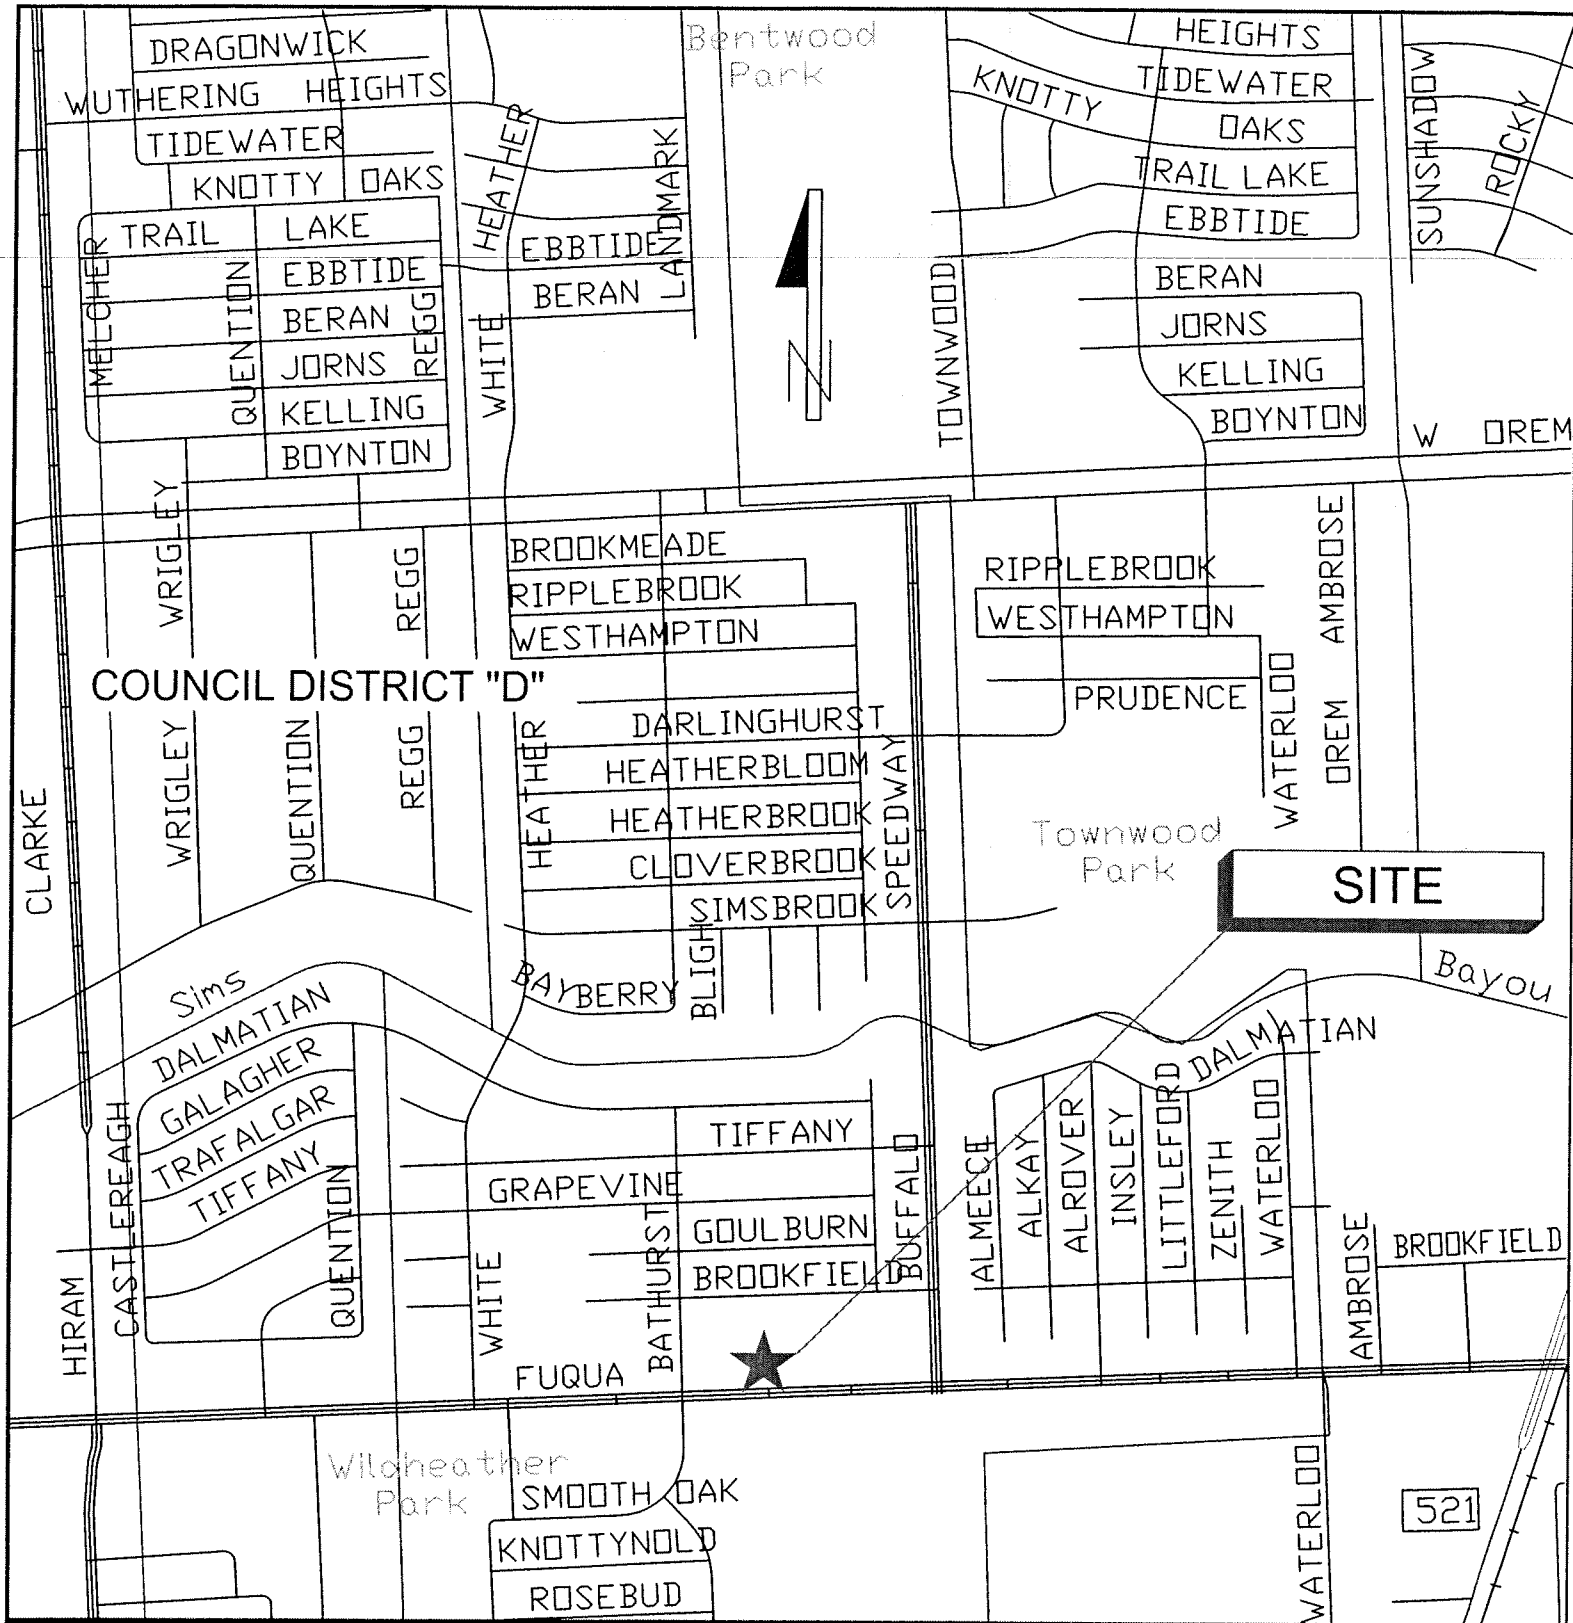 DRAGONWICK
WUTHERING HEIGHTS
TIDEWATER
KNOTTY OAKS
TRAIL LAKE
EBBTIDE
BERAN
JORNS
KELLING
BOYNTON
MELCHER
QUENTION
REGG
WHITE
HEATHER
LANDMARK
EBBTIDE
BERAN
Bentwood
Park
N
TOWNWOOD
HEIGHTS
TIDEWATER
KNOTTY
OAKS
TRAIL LAKE
EBBTIDE
BERAN
JORNS
KELLING
BOYNTON
SUNSHADOW
ROCKY
W OREM
WRIGLEY
REGG
BROOKMEADE
RIPPLEBROOK
WESTHAMPTON
RIPPLEBROOK
WESTHAMPTON
PRUDENCE
AMBROSE
WATERLOO
OREM
COUNCIL DISTRICT "D"
CLARKE
WRIGLEY
QUENTION
REGG
HEATHER
DARLINGHURST
HEATHERBLOOM
HEATHERBROOK
CLOVERBROOK
SIMSBROOK
SPEEDWAY
Townwood
Park
SITE
BLIGH
BAYBERRY
Sims
Bayou
DALMATIAN
GALAGHER
TRAFALGAR
TIFFANY
DALMATIAN
CASTLEREAGH
HIRAM
QUENTION
WHITE
TIFFANY
GRAPEVINE
GOULBURN
BROOKFIELD
BATHURST
BUFFALO
ALMEECE
ALKAY
ALROVER
INSLEY
LITTLEFORD
ZENITH
WATERLOO
AMBROSE
BROOKFIELD
FUQUA
Wildheather
Park
SMOOTH OAK
KNOTTYNOLD
ROSEBUD
WATERLOO
521